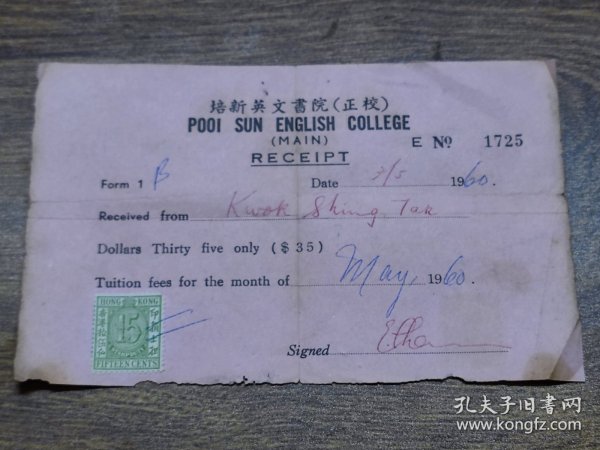 培新英文書院(正校)
POOI SUN ENGLISH COLLEGE
(MAIN)
E No 1725
RECEIPT
Form 1 B
Date 3/5 1960.
Received from Kwok Shing Tak
Dollars Thirty five only ($35)
Tuition fees for the month of May, 1960.
HONG KONG
15
FIFTEEN CENTS
Signed
孔夫子旧书网
www.kongfz.com